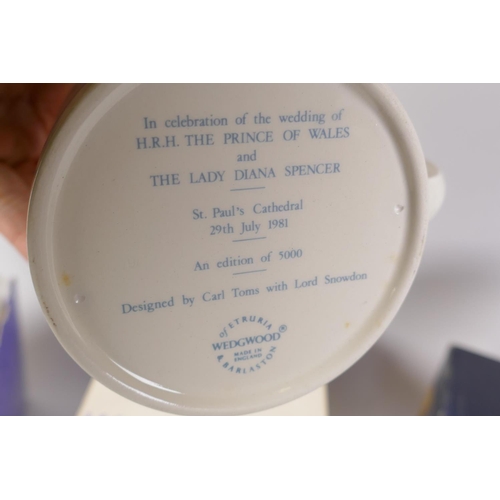 In celebration of the wedding of
H.R.H. THE PRINCE OF WALES
and
THE LADY DIANA SPENCER
St. Paul's Cathedral
29th July 1981
An edition of 5000
Designed by Carl Toms with Lord Snowdon
of ETRURIA
WEDGWOOD®
MADE IN
ENGLAND
& BARLASTON